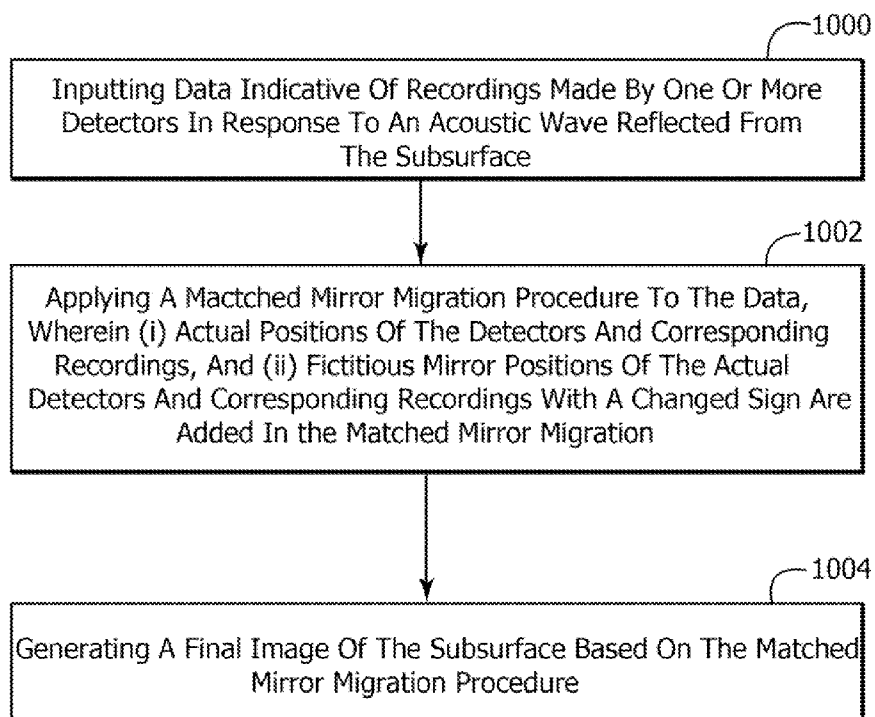 1000
Inputting Data Indicative Of Recordings Made By One Or More
Detectors In Response To An Acoustic Wave Reflected From
The Subsurface
1002
Applying A Mactched Mirror Migration Procedure To The Data,
Wherein (i) Actual Positions Of The Detectors And Corresponding
Recordings, And (ii) Fictitious Mirror Positions Of The Actual
Detectors And Corresponding Recordings With A Changed Sign Are
Added In the Matched Mirror Migration
1004
Generating A Final Image Of The Subsurface Based On The Matched
Mirror Migration Procedure